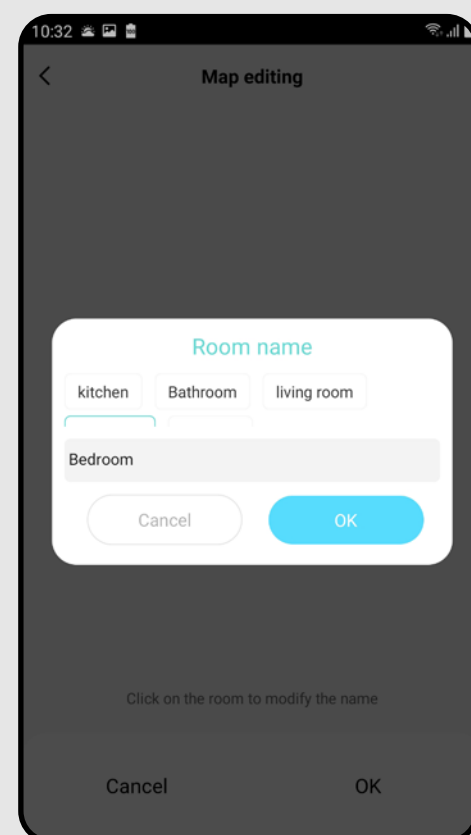 10:32
Map editing
Room name
kitchen Bathroom living room
Bedroom
Cancel OK
Click on the room to modify the name
Cancel OK